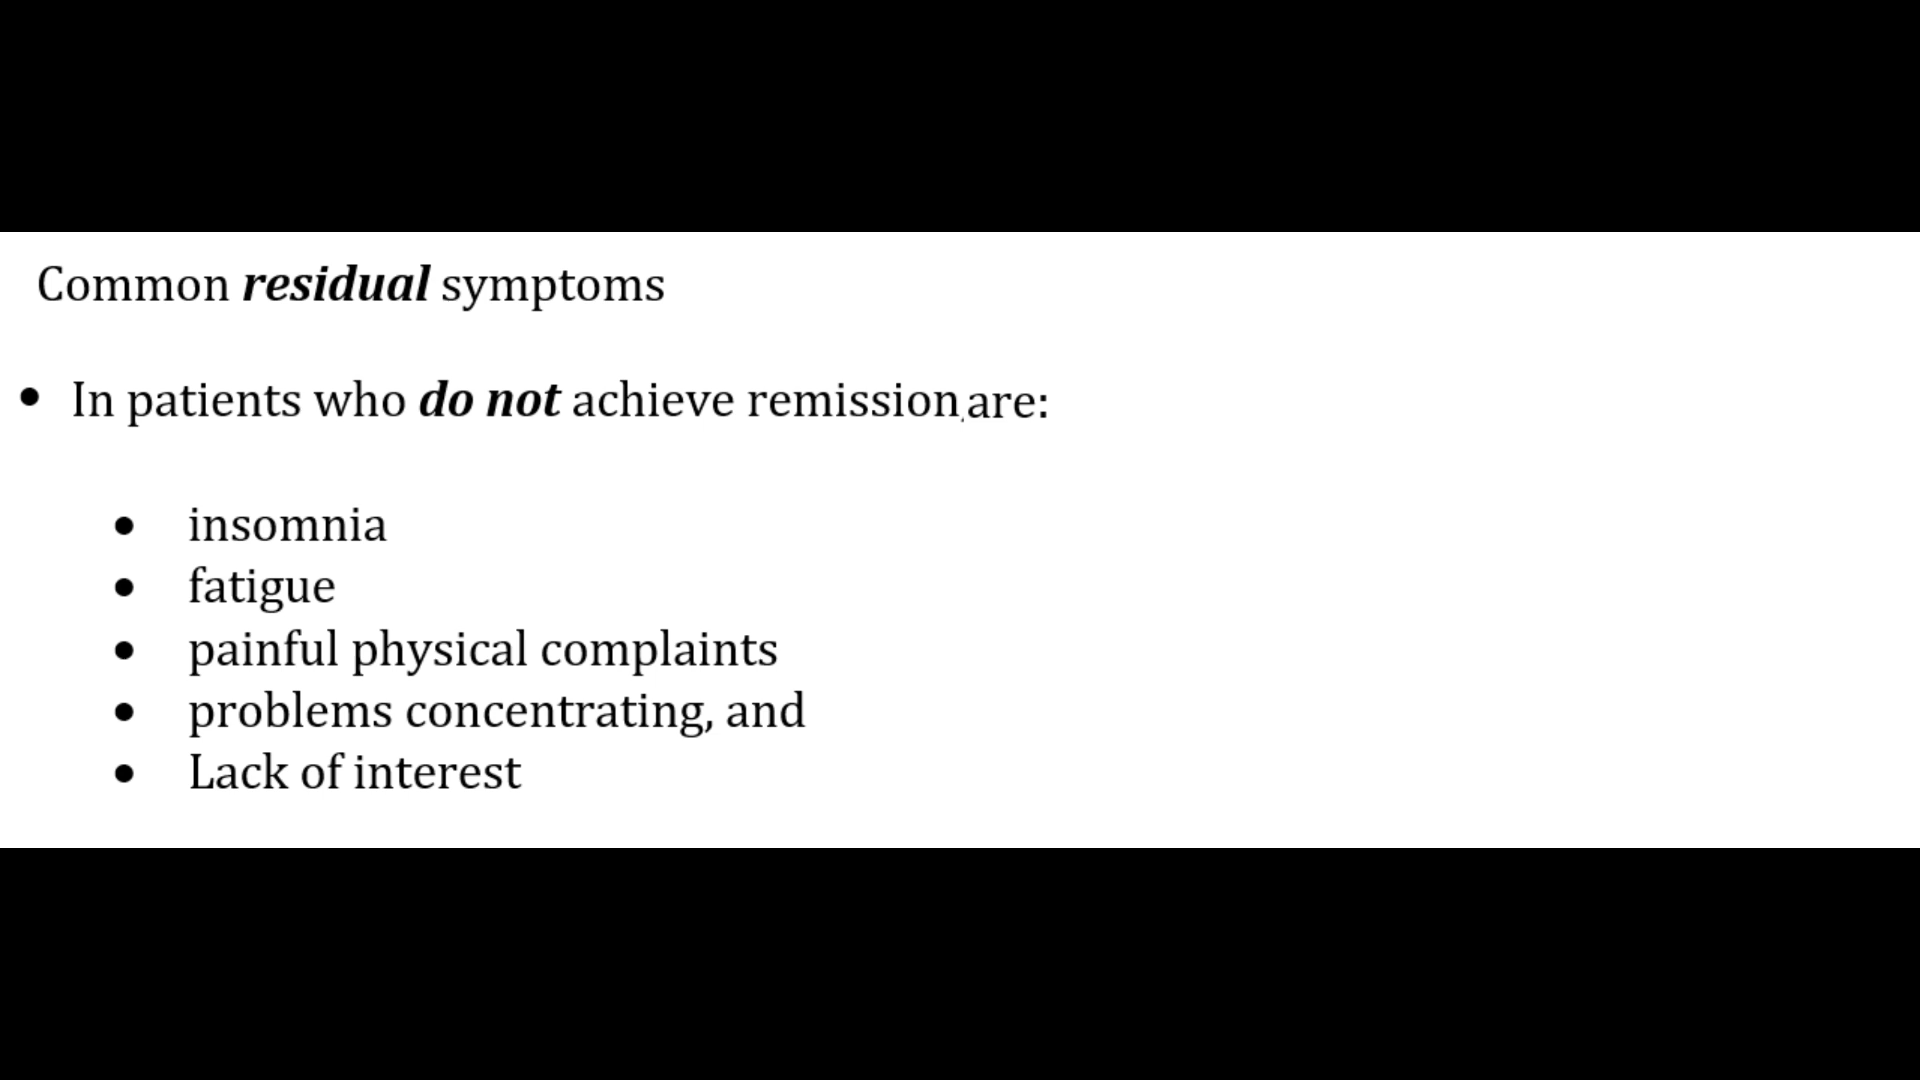 Common residual symptoms
• In patients who do not achieve remission are:
• insomnia
• fatigue
• painful physical complaints
• problems concentrating, and
• Lack of interest